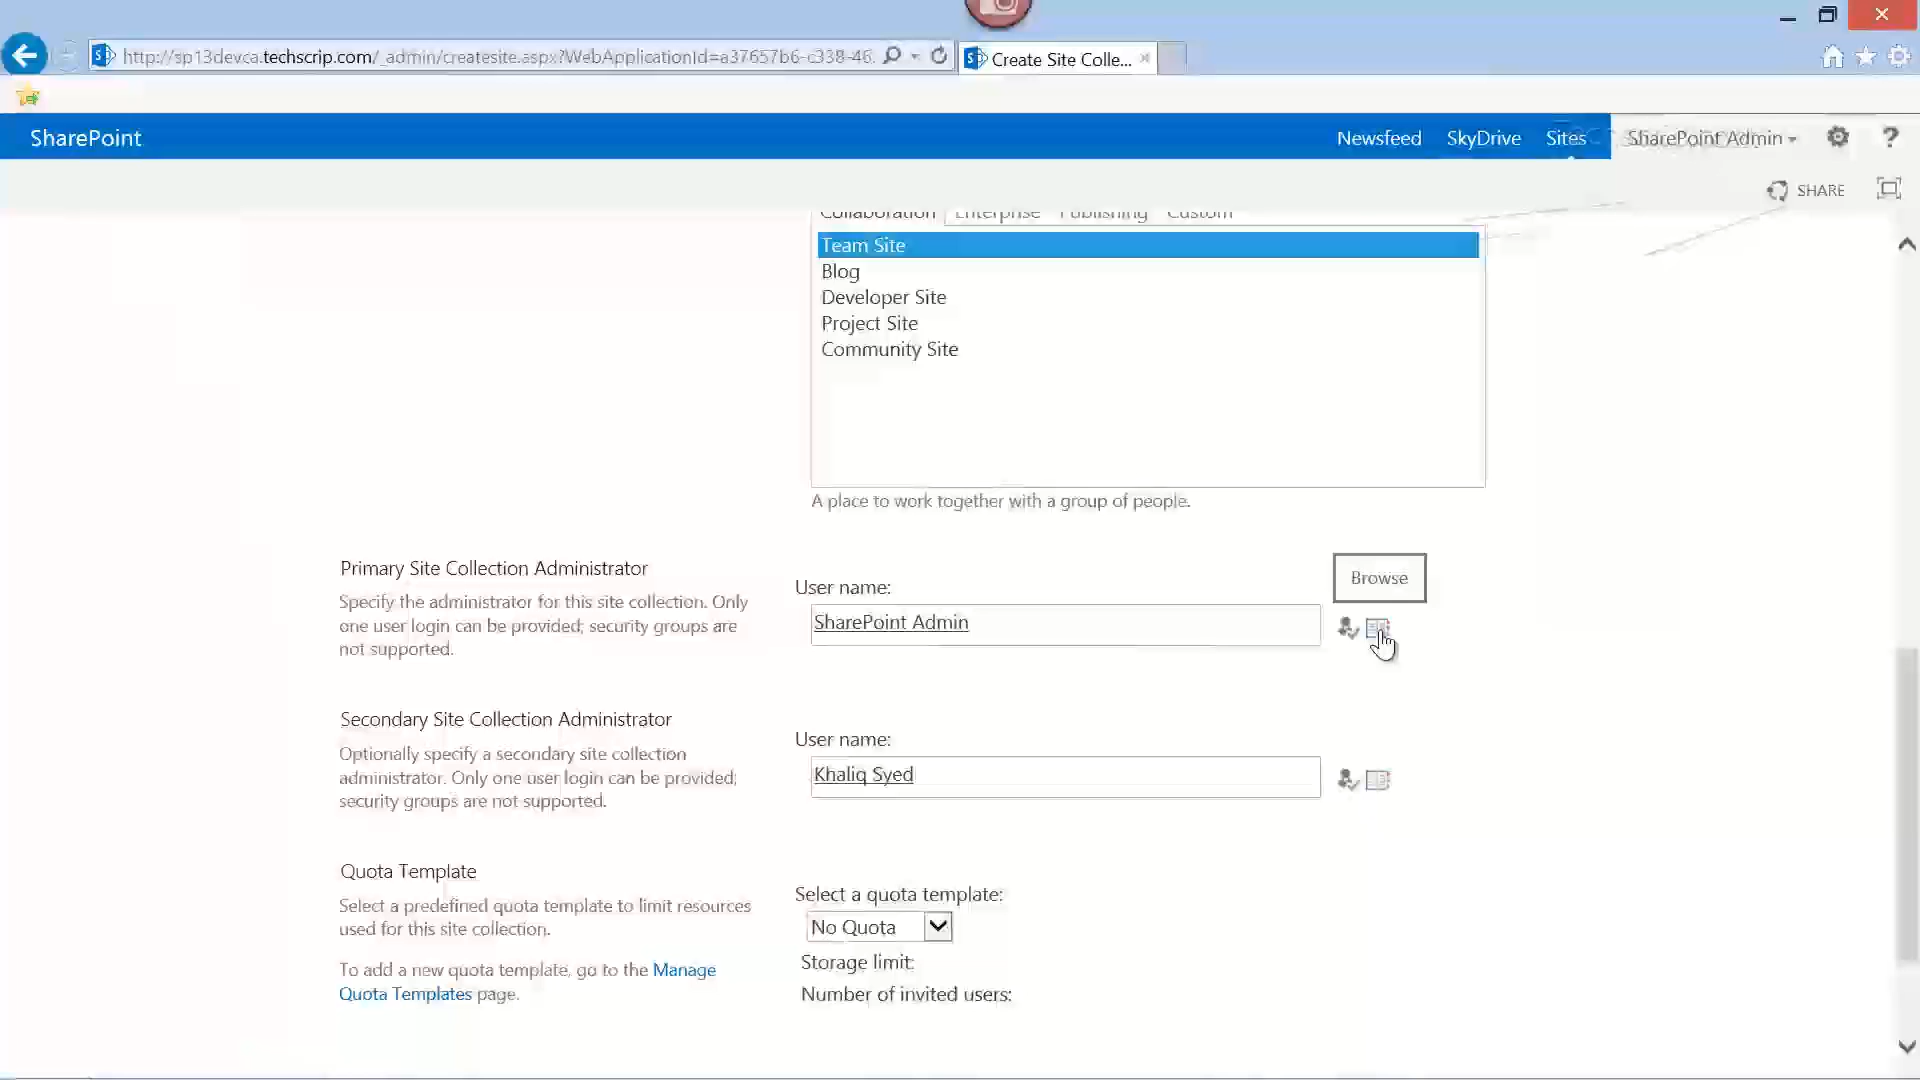 http://sp13devca.techscrip.com/_admin/createsite.aspx?WebApplicationId=a37657b6-c338-46.
Create Site Colle...
SharePoint
Newsfeed
SkyDrive
Sites
SharePoint Admin
?
SHARE
Collaboration
Enterprise
Publishing
Custom
Team Site
Blog
Developer Site
Project Site
Community Site
A place to work together with a group of people.
Primary Site Collection Administrator
Specify the administrator for this site collection. Only
one user login can be provided; security groups are
not supported.
User name:
SharePoint Admin
Browse
Secondary Site Collection Administrator
Optionally specify a secondary site collection
administrator. Only one user login can be provided;
security groups are not supported.
User name:
Khaliq Syed
Quota Template
Select a predefined quota template to limit resources
used for this site collection.
To add a new quota template, go to the Manage
Quota Templates page.
Select a quota template:
No Quota
Storage limit:
Number of invited users: